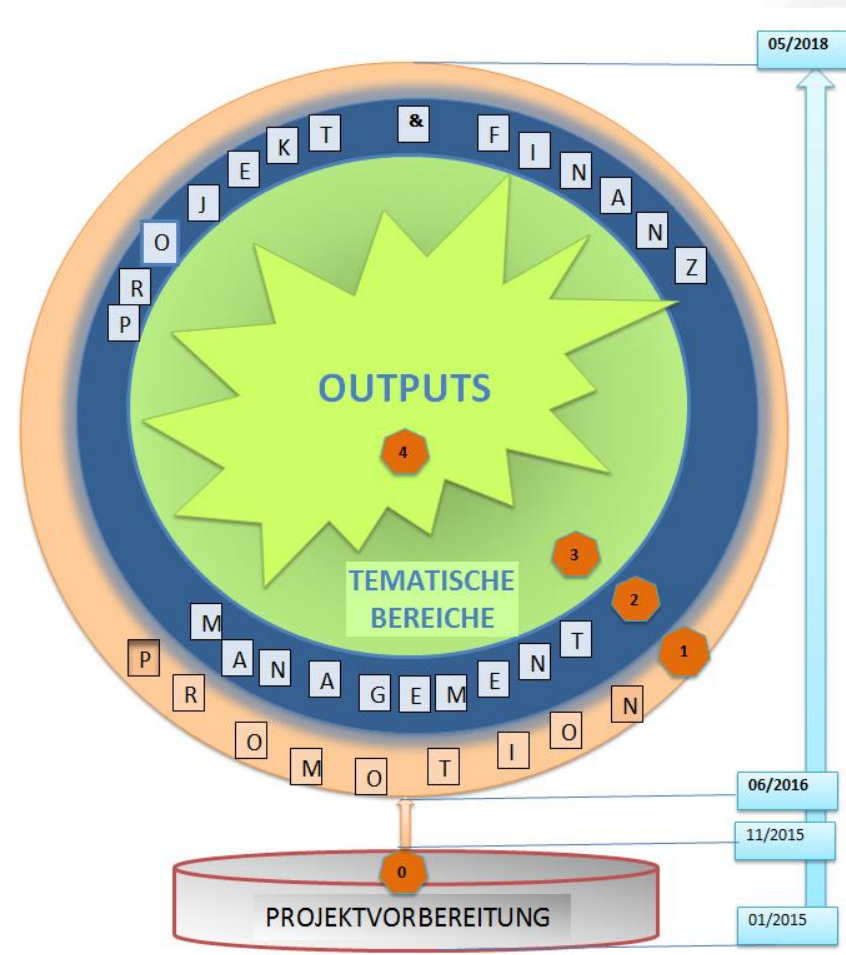 05/2018
PROJEKT & FINANZ
OUTPUTS
4
3
TEMATISCHE
BEREICHE
2
1
MANAGEMENT
PROMOTION
06/2016
11/2015
0
PROJEKTVORBEREITUNG
01/2015